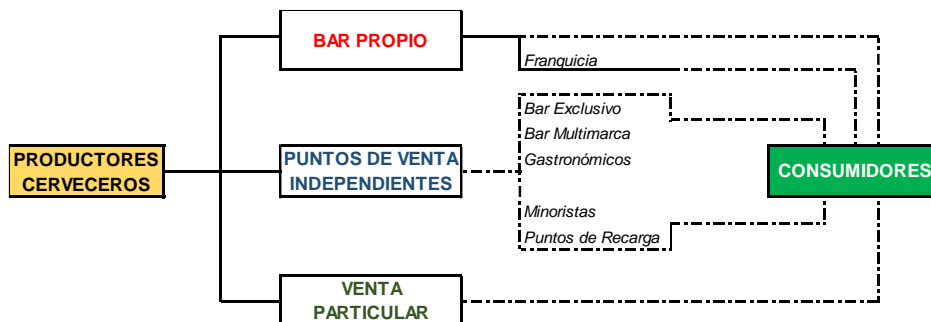 BAR PROPIO
Franquicia
Bar Exclusivo
Bar Multimarca
Gastronómicos
PRODUCTORES
CERVECEROS
PUNTOS DE VENTA
INDEPENDIENTES
CONSUMIDORES
Minoristas
Puntos de Recarga
VENTA
PARTICULAR